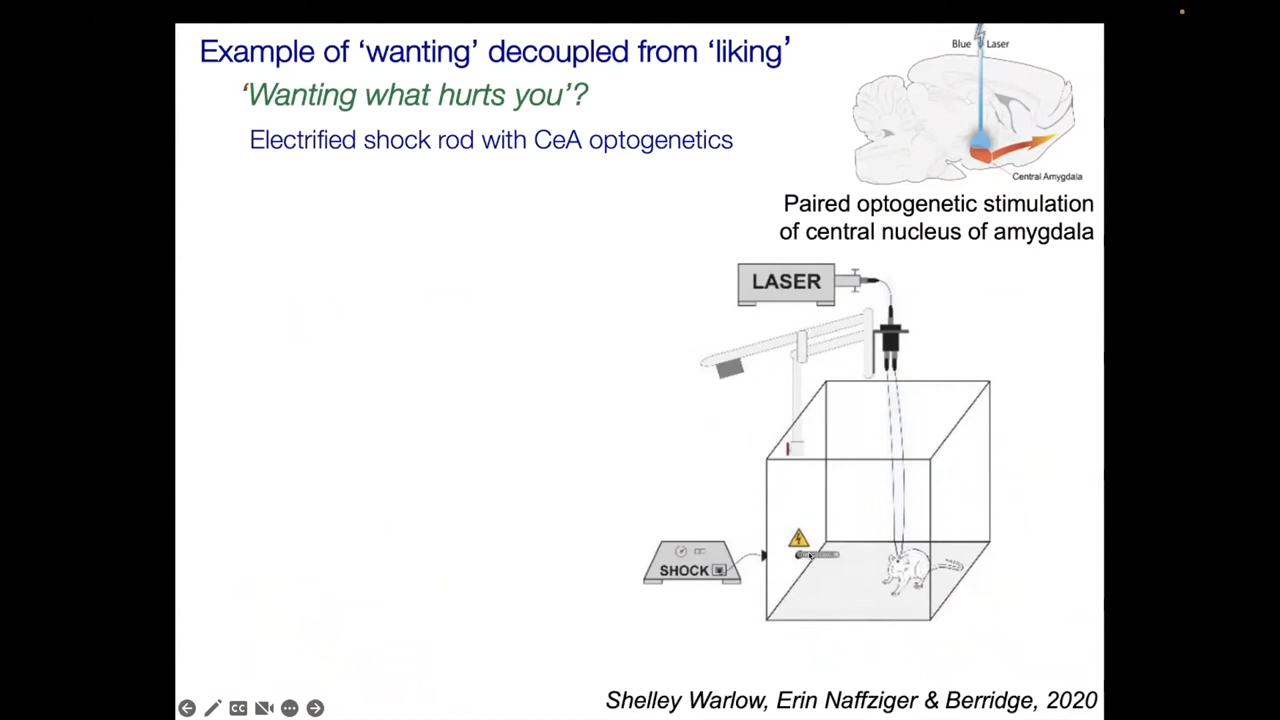 Example of ‘wanting’ decoupled from ‘liking’
‘Wanting what hurts you’?
Electrified shock rod with CeA optogenetics
Blue Laser
Central Amygdala
Paired optogenetic stimulation
of central nucleus of amygdala
LASER
SHOCK
Shelley Warlow, Erin Naffziger & Berridge, 2020
CC